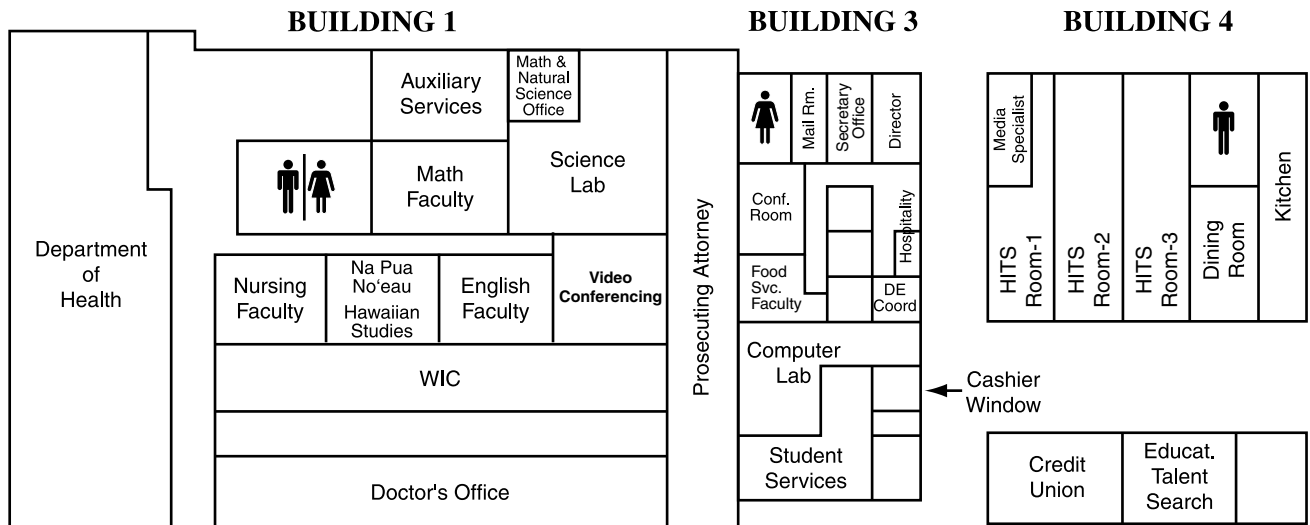 BUILDING 1
BUILDING 3
BUILDING 4
Department
of
Health
Auxiliary
Services
Math &
Natural
Science
Office
Math
Faculty
Science
Lab
Nursing
Faculty
Na Pua
No‘eau
Hawaiian
Studies
English
Faculty
Video
Conferencing
WIC
Doctor's Office
Prosecuting Attorney
Mail Rm.
Secretary
Office
Director
Conf.
Room
Hospitality
Food
Svc.
Faculty
DE
Coord
Computer
Lab
Student
Services
Cashier
Window
Media
Specialist
HITS
Room-1
HITS
Room-2
HITS
Room-3
Dining
Room
Kitchen
Credit
Union
Educat.
Talent
Search